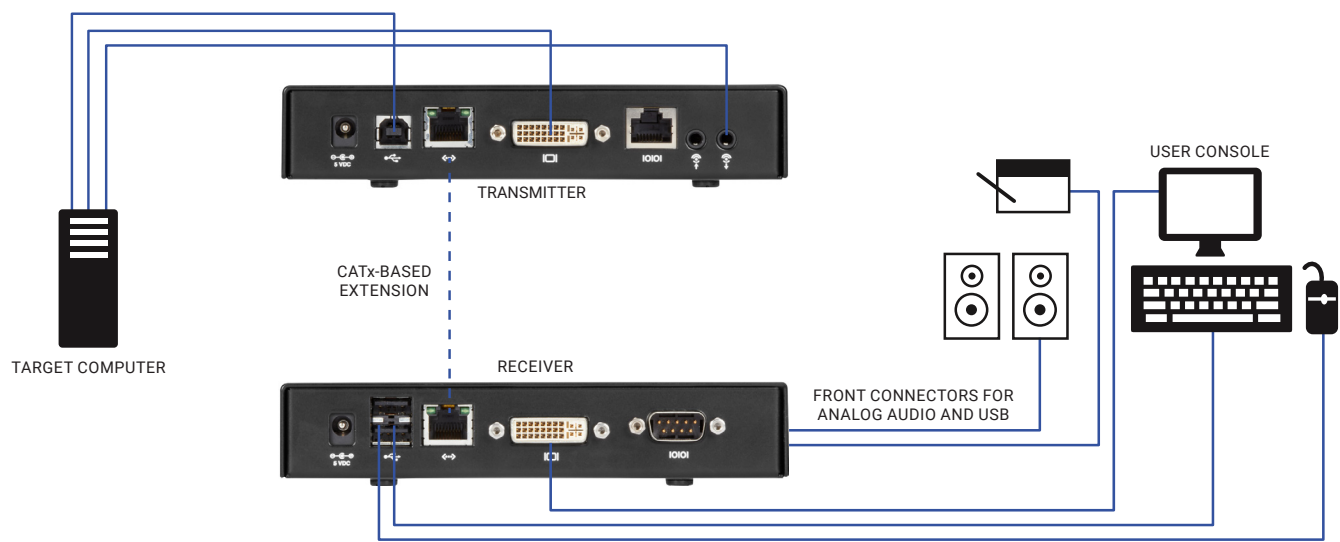 5 VDC
IOIOI
TRANSMITTER
USER CONSOLE
CATx-BASED
EXTENSION
TARGET COMPUTER
RECEIVER
FRONT CONNECTORS FOR
ANALOG AUDIO AND USB
5 VDC
IOIOI